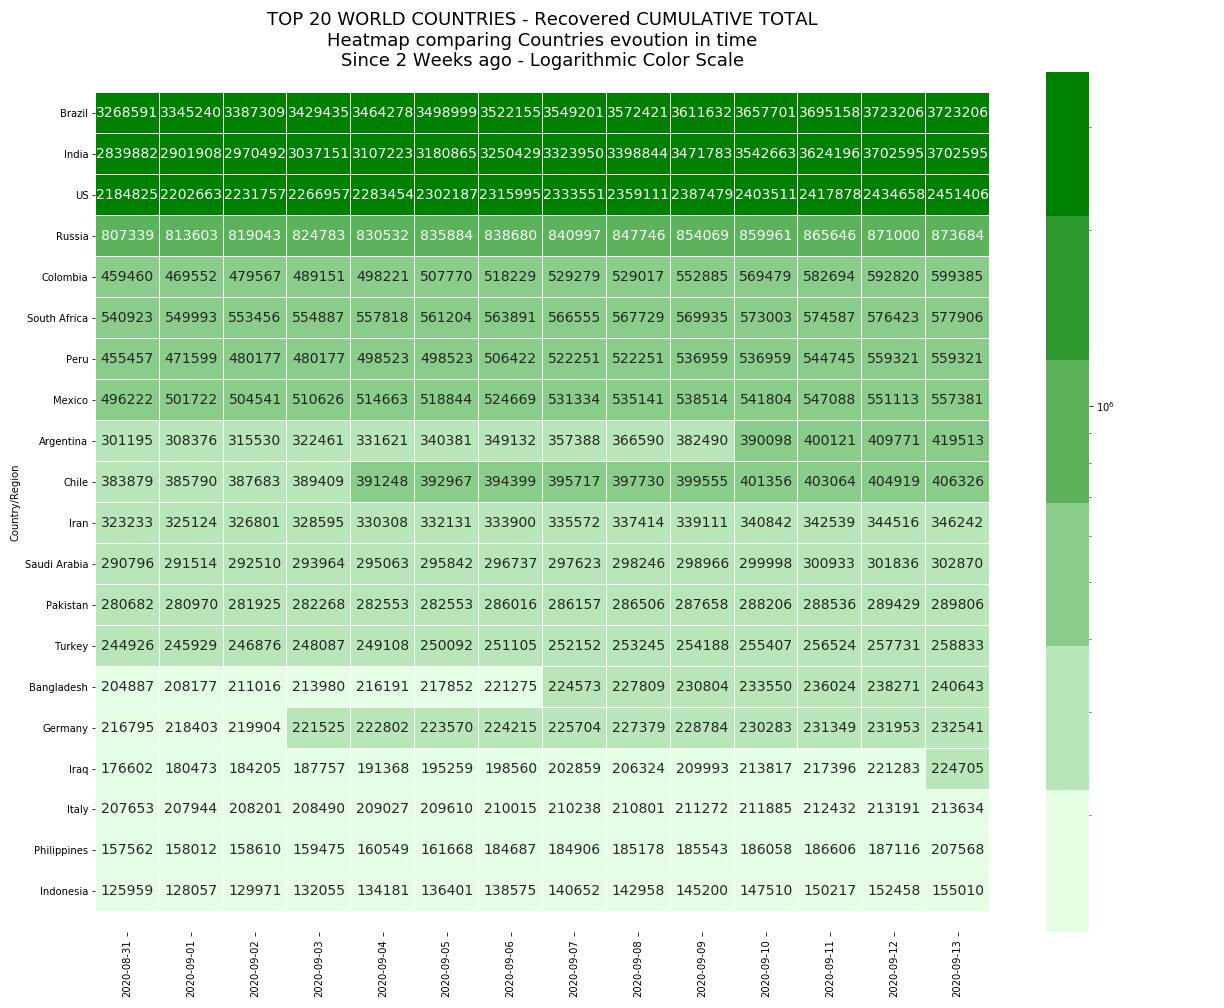 TOP 20 WORLD COUNTRIES - Recovered CUMULATIVE TOTAL
Heatmap comparing Countries evoution in time
Since 2 Weeks ago - Logarithmic Color Scale
Brazil 3268591 3345240 3387309 3429435 3464278 3498999 3522155 3549201 3572421 3611632 3657701 3695158 3723206 3723206
India 2839882 2901908 2970492 3037151 3107223 3180865 3250429 3323950 3398844 3471783 3542663 3624196 3702595 3702595
US 2184825 2202663 2231757 2266957 2283454 2302187 2315995 2333551 2359111 2387479 2403511 2417878 2434658 2451406
Russia 807339 813603 819043 824783 830532 835884 838680 840997 847746 854069 859961 865646 871000 873684
Colombia 459460 469552 479567 489151 498221 507770 518229 529279 529017 552885 569479 582694 592820 599385
South Africa 540923 549993 553456 554887 557818 561204 563891 566555 567729 569935 573003 574587 576423 577906
Peru 455457 471599 480177 480177 498523 498523 506422 522251 522251 536959 536959 544745 559321 559321
Mexico 496222 501722 504541 510626 514663 518844 524669 531334 535141 538514 541804 547088 551113 557381
Argentina 301195 308376 315530 322461 331621 340381 349132 357388 366590 382490 390098 400121 409771 419513
Chile 383879 385790 387683 389409 391248 392967 394399 395717 397730 399555 401356 403064 404919 406326
Iran 323233 325124 326801 328595 330308 332131 333900 335572 337414 339111 340842 342539 344516 346242
Saudi Arabia 290796 291514 292510 293964 295063 295842 296737 297623 298246 298966 299998 300933 301836 302870
Pakistan 280682 280970 281925 282268 282553 282553 286016 286157 286506 287658 288206 288536 289429 289806
Turkey 244926 245929 246876 248087 249108 250092 251105 252152 253245 254188 255407 256524 257731 258833
Bangladesh 204887 208177 211016 213980 216191 217852 221275 224573 227809 230804 233550 236024 238271 240643
Germany 216795 218403 219904 221525 222802 223570 224215 225704 227379 228784 230283 231349 231953 232541
Iraq 176602 180473 184205 187757 191368 195259 198560 202859 206324 209993 213817 217396 221283 224705
Italy 207653 207944 208201 208490 209027 209610 210015 210238 210801 211272 211885 212432 213191 213634
Philippines 157562 158012 158610 159475 160549 161668 184687 184906 185178 185543 186058 186606 187116 207568
Indonesia 125959 128057 129971 132055 134181 136401 138575 140652 142958 145200 147510 150217 152458 155010
Country/Region
2020-08-31 2020-09-01 2020-09-02 2020-09-03 2020-09-04 2020-09-05 2020-09-06 2020-09-07 2020-09-08 2020-09-09 2020-09-10 2020-09-11 2020-09-12 2020-09-13
10⁶